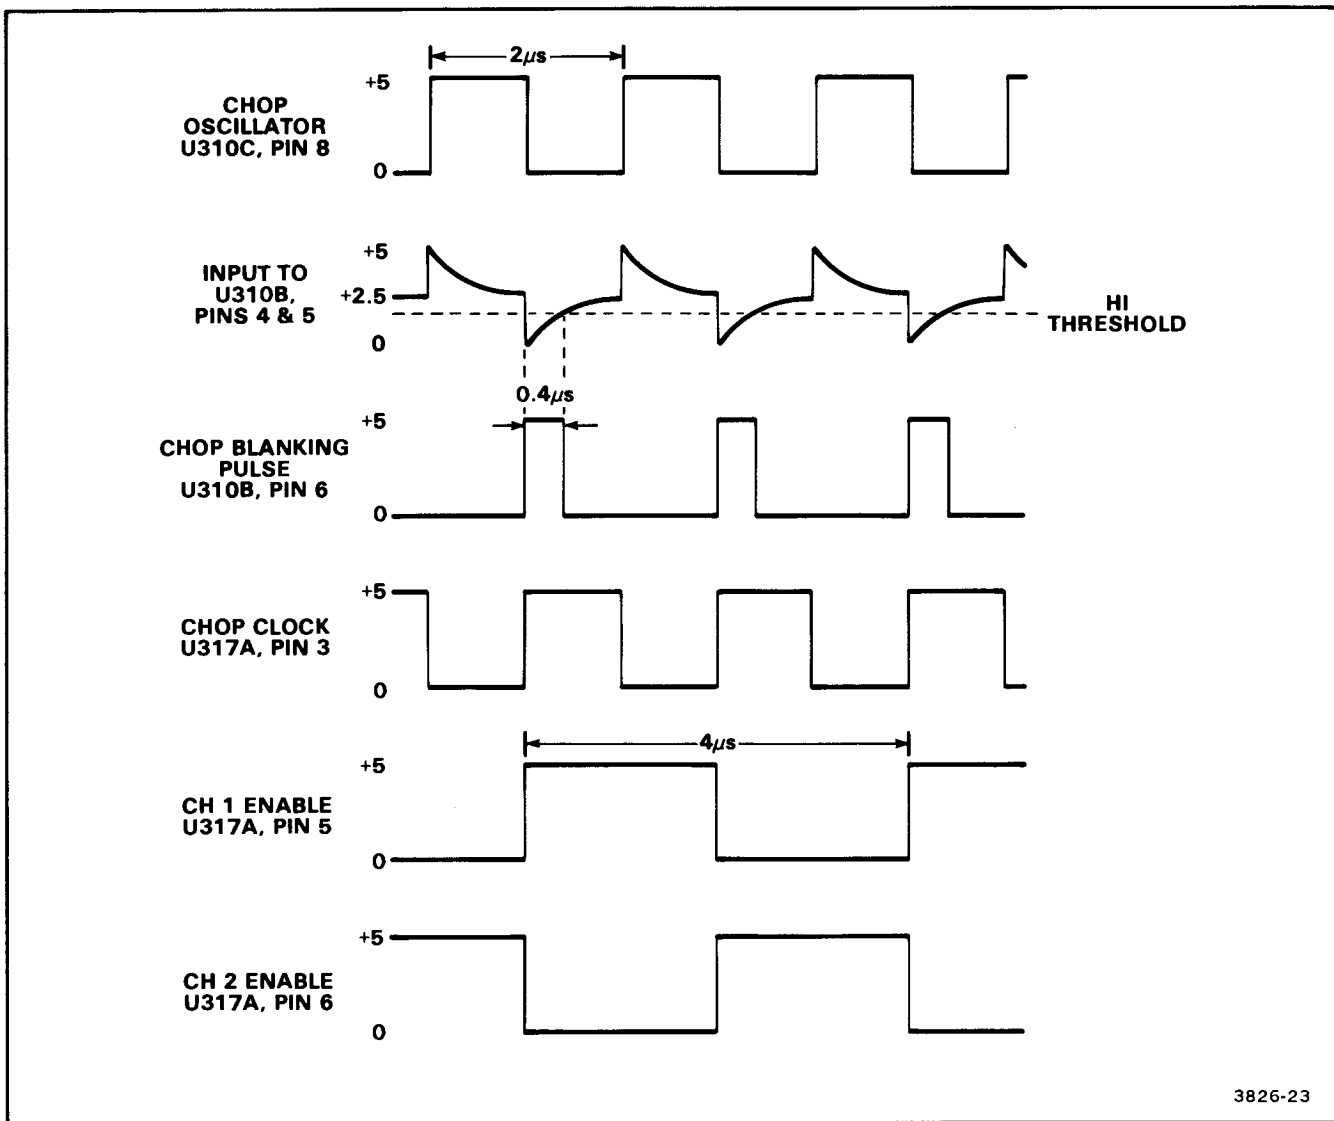 2µs
+5
CHOP
OSCILLATOR
U310C, PIN 8
0
+5
INPUT TO
U310B,
PINS 4 & 5
+2.5
HI
THRESHOLD
0
0.4µs
+5
CHOP BLANKING
PULSE
U310B, PIN 6
0
+5
CHOP CLOCK
U317A, PIN 3
0
4µs
+5
CH 1 ENABLE
U317A, PIN 5
0
+5
CH 2 ENABLE
U317A, PIN 6
0
3826-23